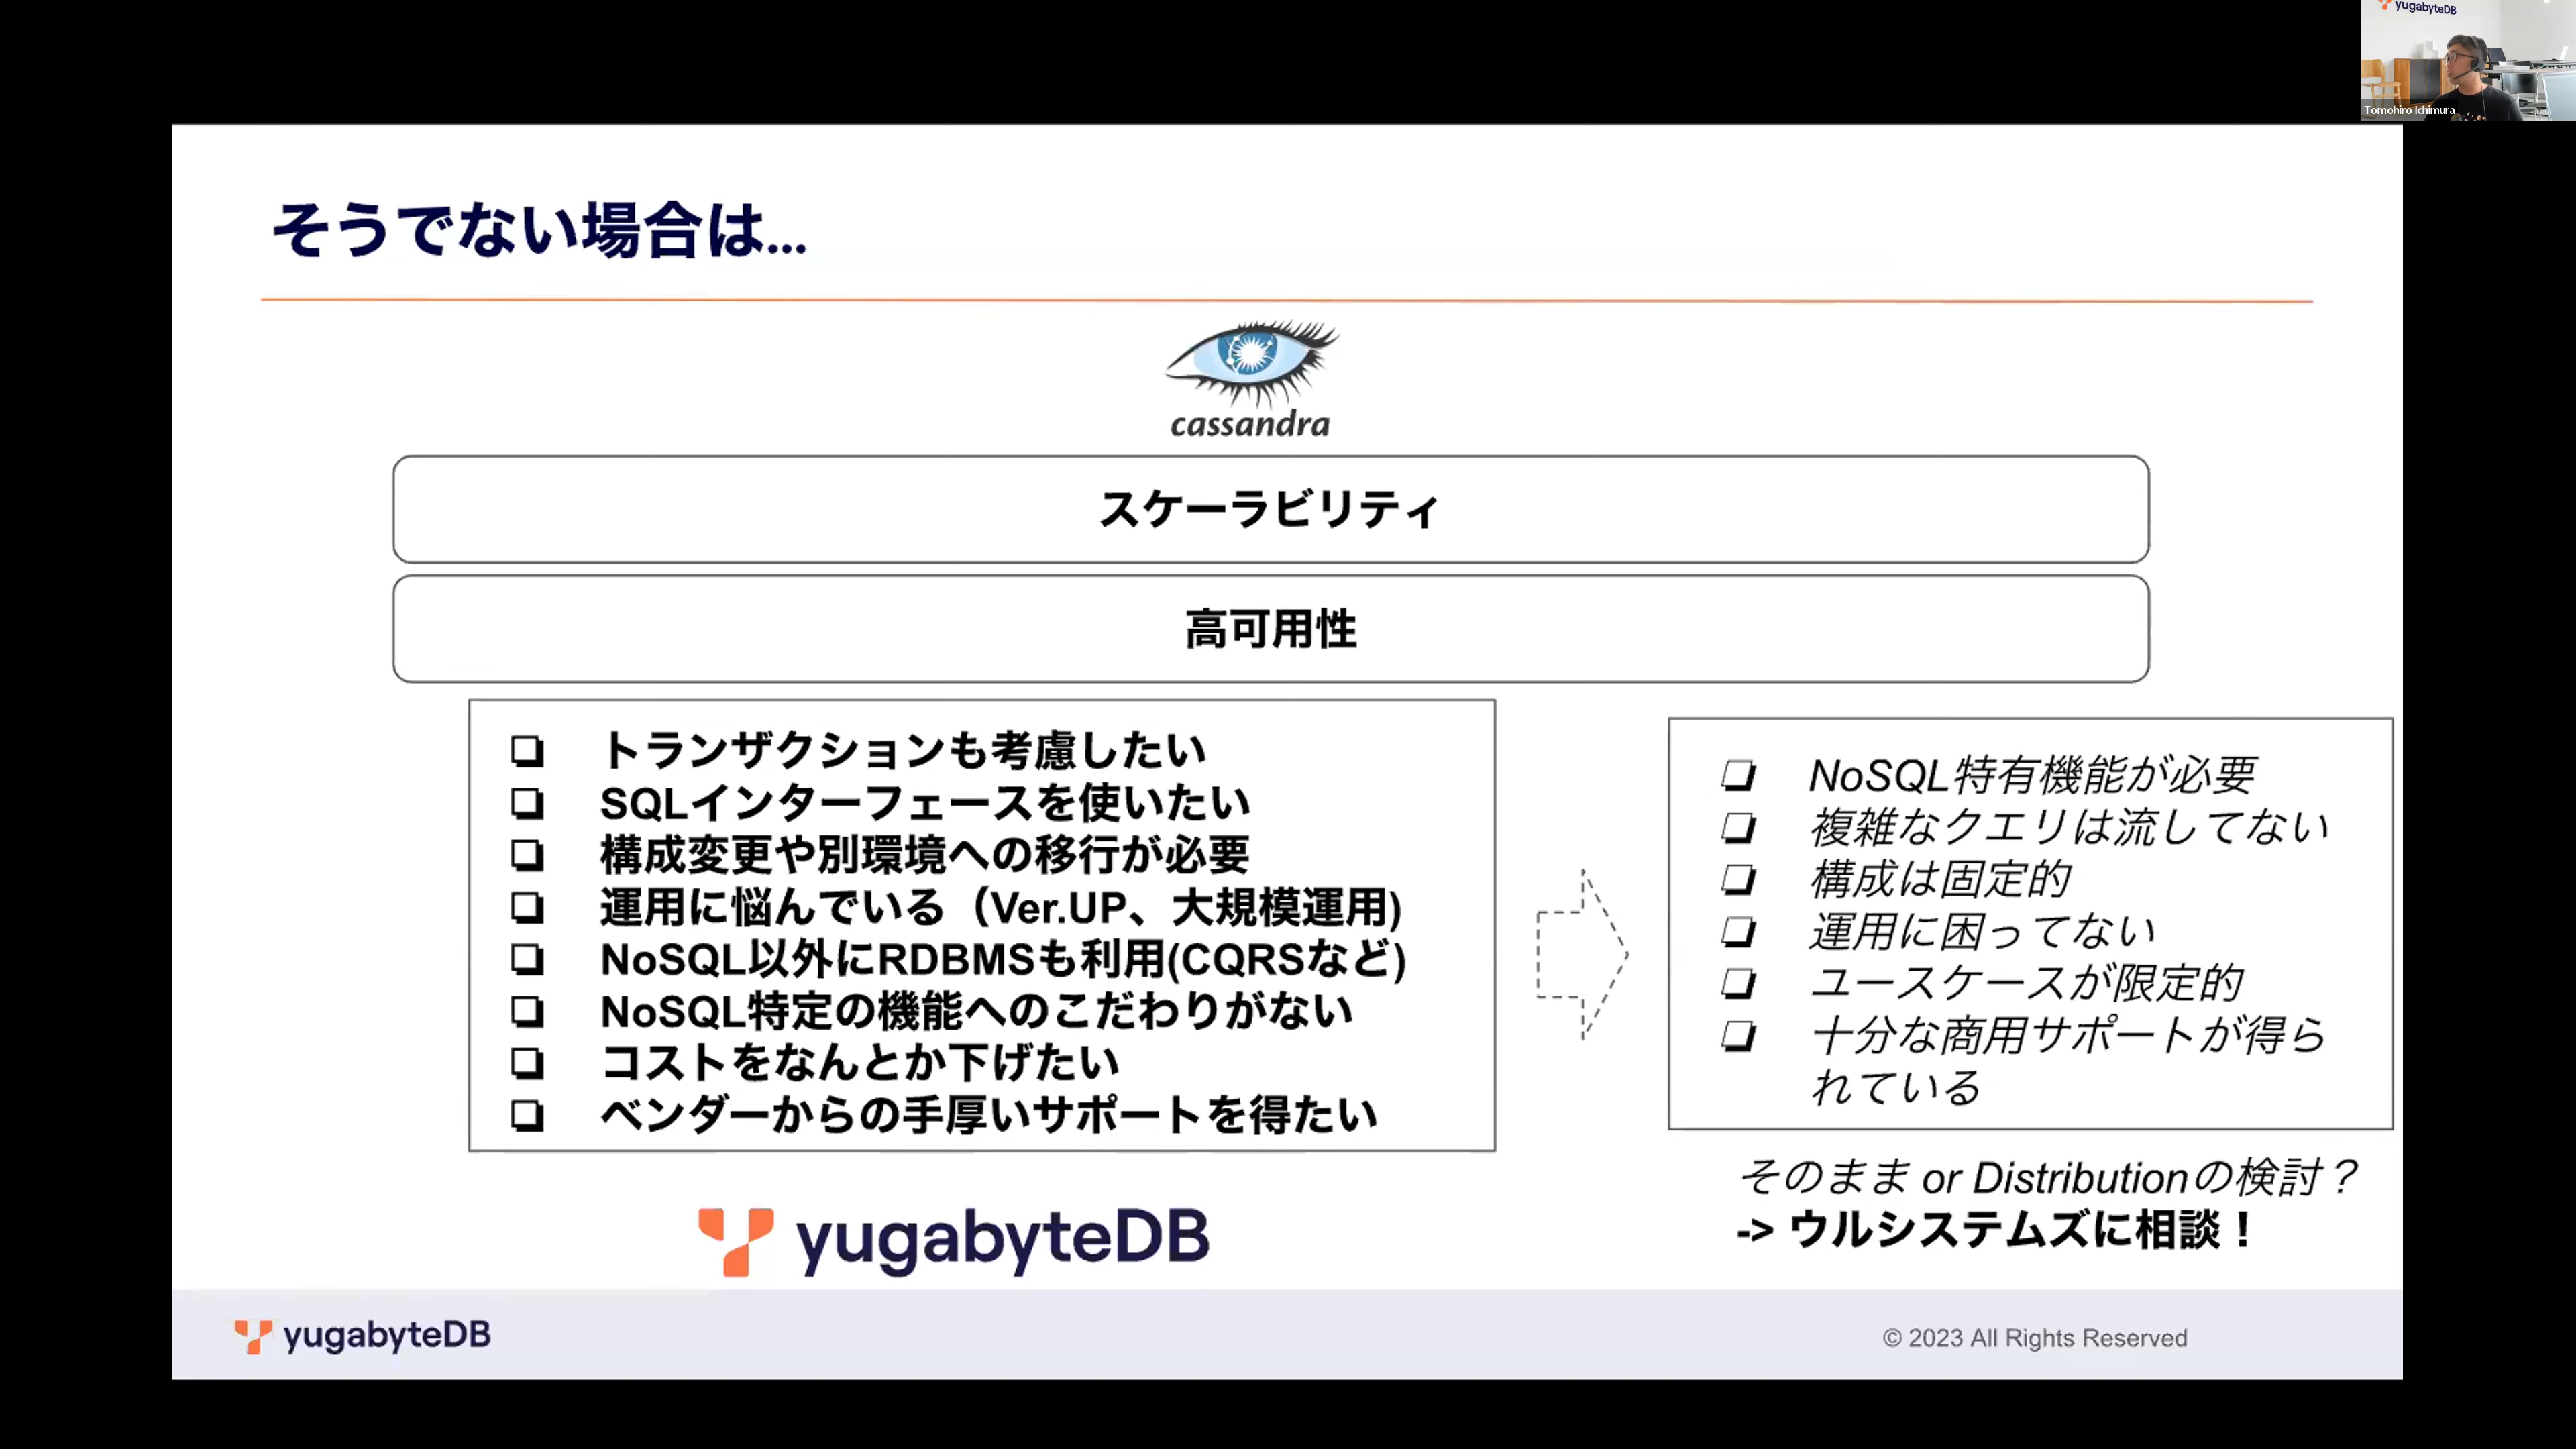 yugabyteDB
Tomohiro Ichimura
そうでない場合は...
cassandra
スケーラビリティ
高可用性
トランザクションも考慮したい
SQLインターフェースを使いたい
構成変更や別環境への移行が必要
運用に悩んでいる（Ver.UP、大規模運用)
NoSQL以外にRDBMSも利用(CQRSなど)
NoSQL特定の機能へのこだわりがない
コストをなんとか下げたい
ベンダーからの手厚いサポートを得たい
yugabyteDB
NoSQL特有機能が必要
複雑なクエリは流してない
構成は固定的
運用に困ってない
ユースケースが限定的
十分な商用サポートが得ら
れている
そのまま or Distributionの検討？
-> ウルシステムズに相談！
yugabyteDB
© 2023 All Rights Reserved